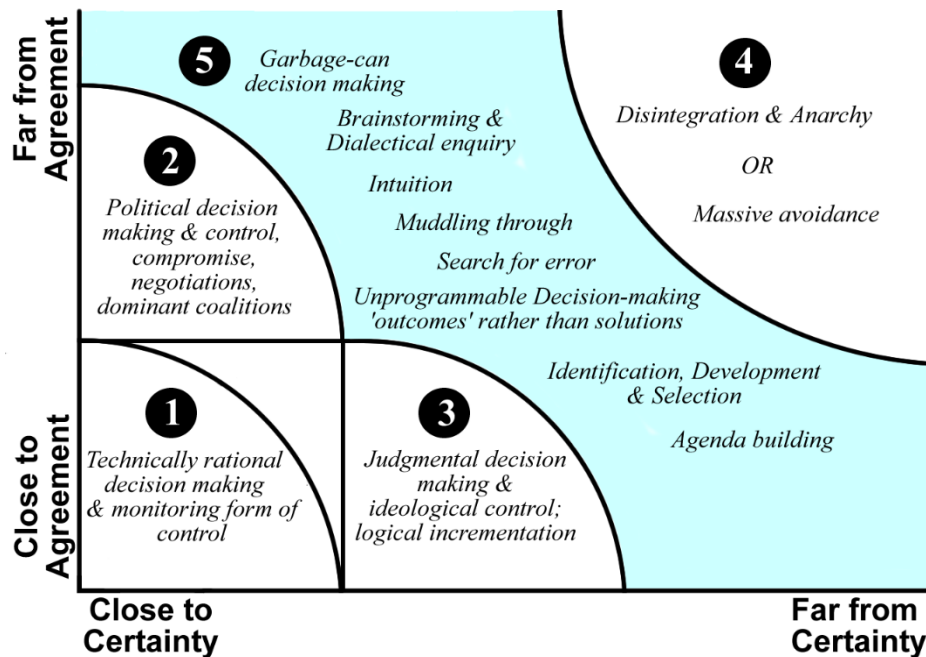 Far from
Agreement
5
Garbage-can
decision making
Brainstorming &
Dialectical enquiry
Intuition
Muddling through
Search for error
Unprogrammable Decision-making
'outcomes' rather than solutions
Identification, Development
& Selection
Agenda building
4
Disintegration & Anarchy
OR
Massive avoidance
2
Political decision
making & control,
compromise,
negotiations,
dominant coalitions
Close to
Agreement
1
Technically rational
decision making
& monitoring form of
control
3
Judgmental decision
making &
ideological control;
logical incrementation
Close to
Certainty
Far from
Certainty